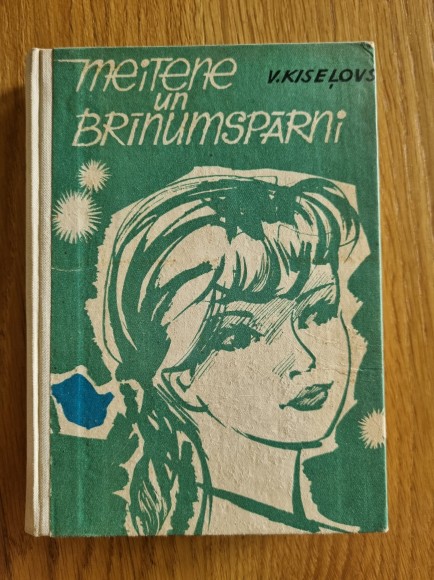 MEITENE
V.KISEĻOVS
un
BRĪNUMSPĀRNI